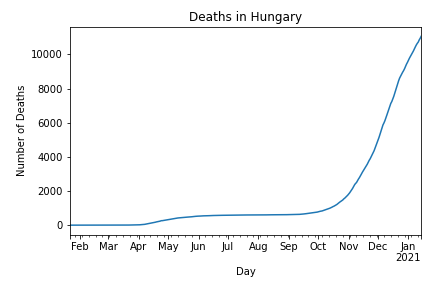 Deaths in Hungary
Number of Deaths
10000
8000
6000
4000
2000
0
Feb Mar Apr May Jun Jul Aug Sep Oct Nov Dec Jan
2021
Day